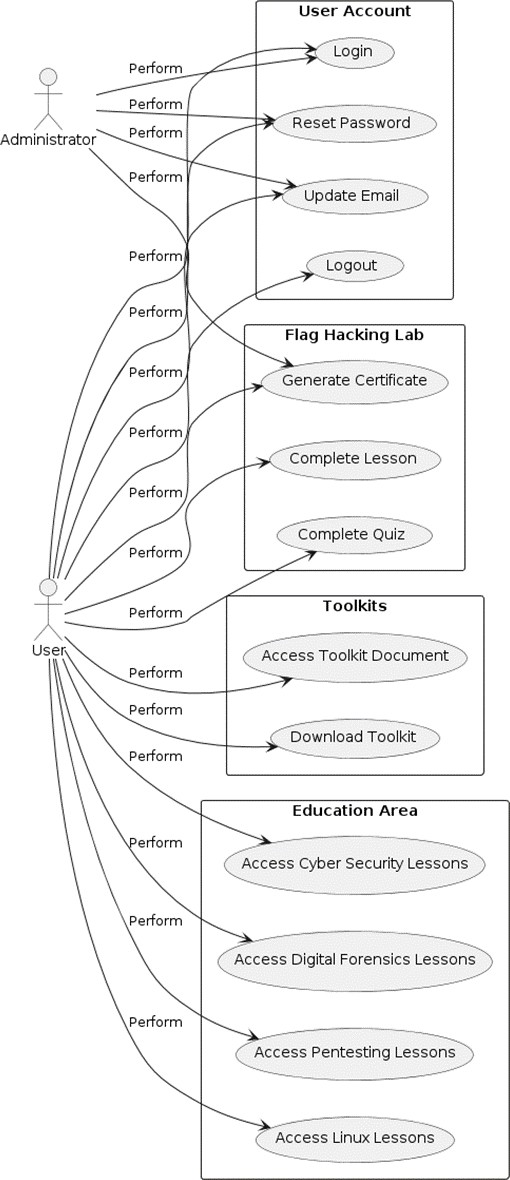 User Account
Perform
Login
Perform
Reset Password
Perform
Administrator
Perform
Update Email
Perform
Logout
Perform
Flag Hacking Lab
Perform
Generate Certificate
Perform
Complete Lesson
Perform
Complete Quiz
Perform
Toolkits
Perform
User
Access Toolkit Document
Perform
Perform
Download Toolkit
Perform
Education Area
Perform
Access Cyber Security Lessons
Perform
Access Digital Forensics Lessons
Perform
Access Pentesting Lessons
Access Linux Lessons